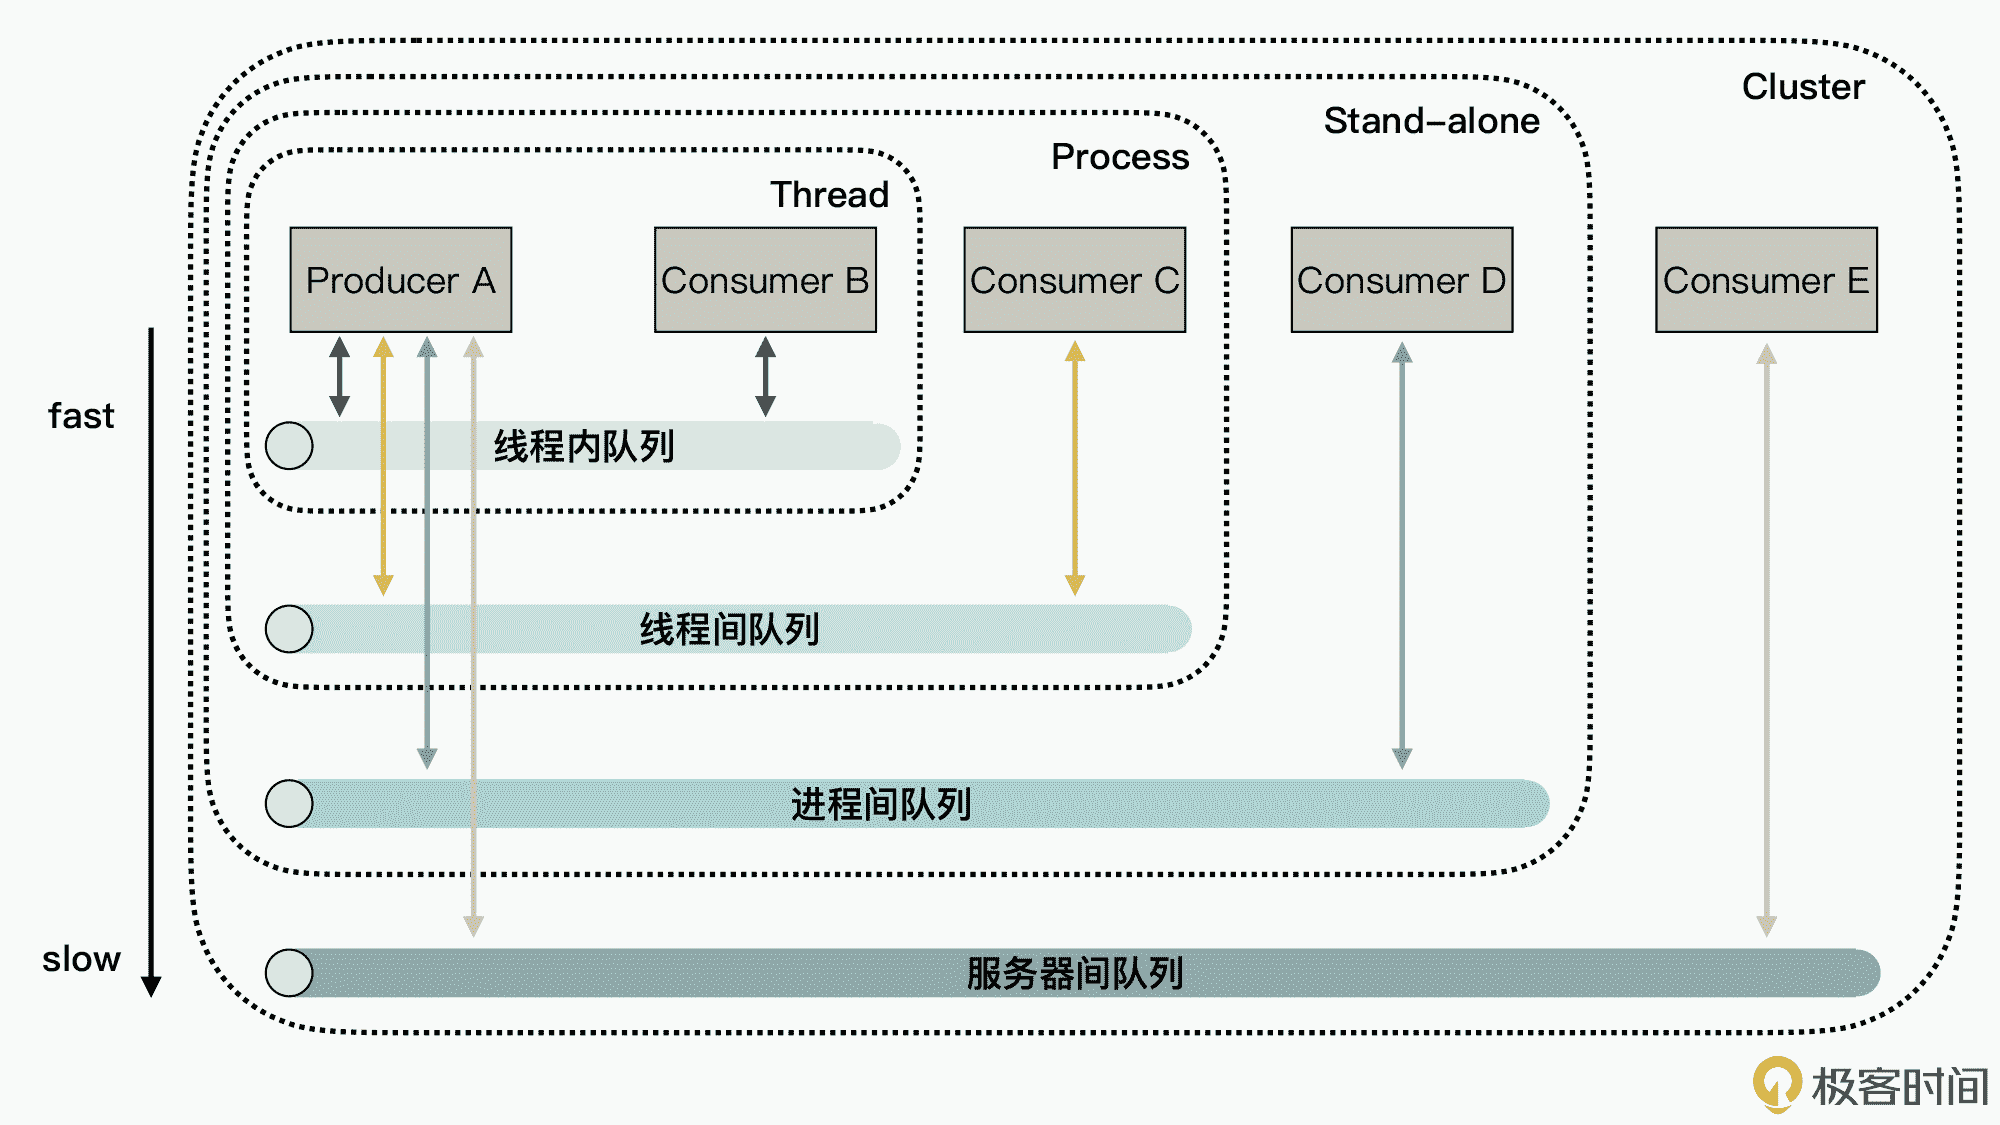 Cluster
Stand-alone
Process
Thread
Producer A
Consumer B
Consumer C
Consumer D
Consumer E
fast
线程内队列
线程间队列
进程间队列
slow
服务器间队列
极客时间